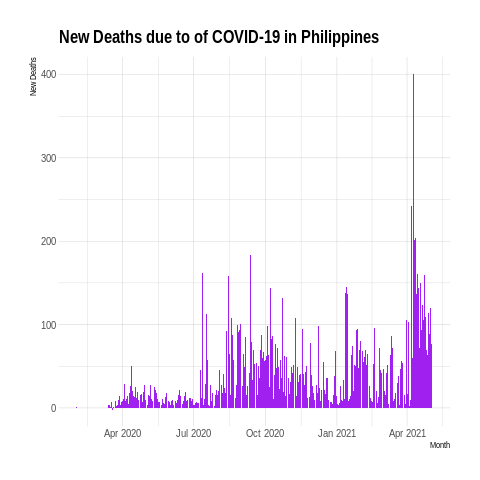 New Deaths due to of COVID-19 in Philippines
New Deaths
400
300
200
100
0
Apr 2020 Jul 2020 Oct 2020 Jan 2021 Apr 2021
Month